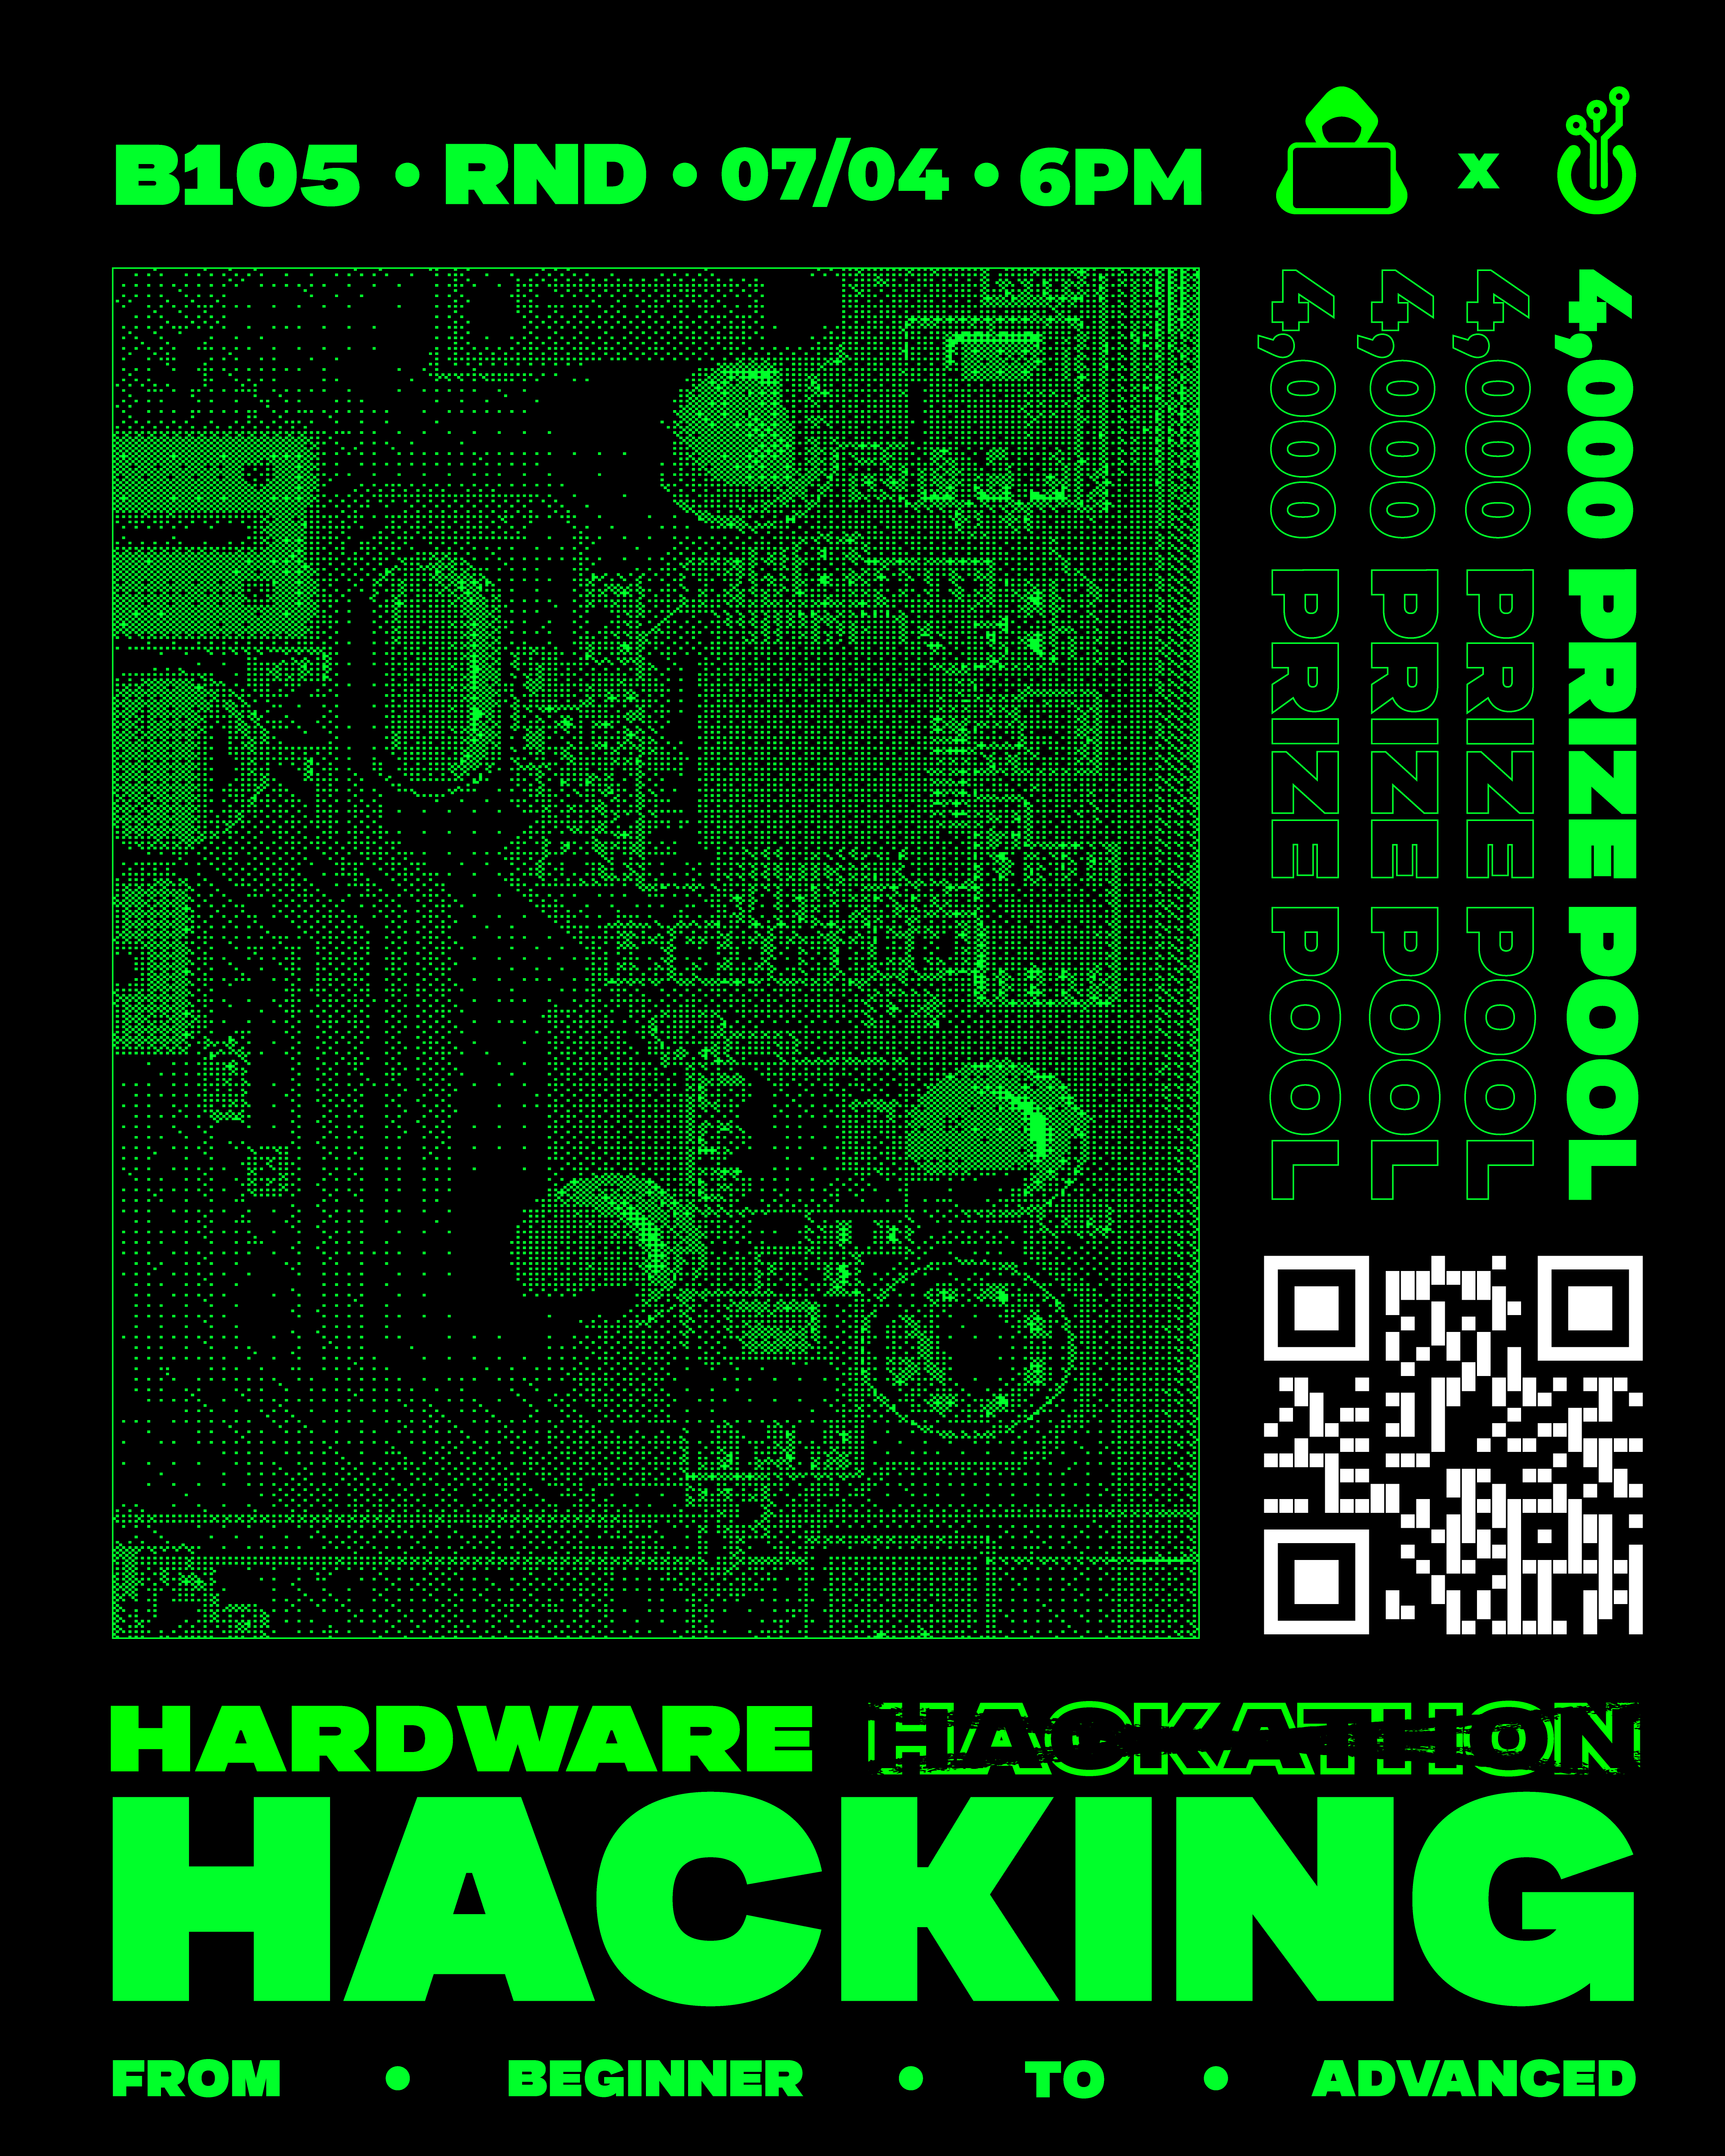 B105 • RND • 07/04 • 6PM
x
4,000 PRIZE POOL
4,000 PRIZE POOL
4,000 PRIZE POOL
4,000 PRIZE POOL
HARDWARE HACKATHON
HACKING
FROM • BEGINNER • TO • ADVANCED